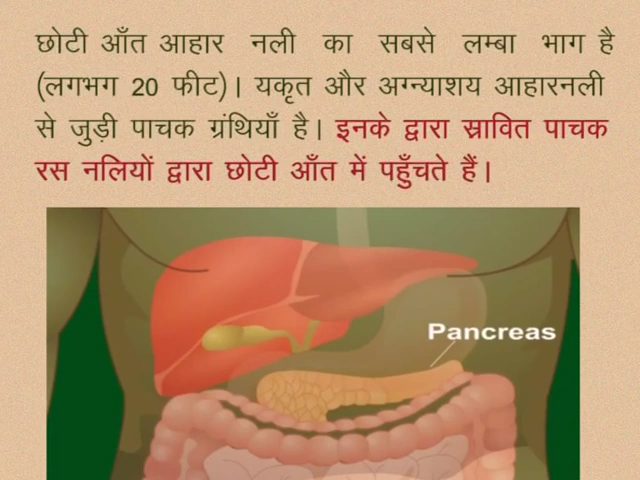 छोटी आँत आहार नली का सबसे लम्बा भाग है
(लगभग 20 फीट)। यकृत और अग्न्याशय आहारनली
से जुड़ी पाचक ग्रंथियाँ है। इनके द्वारा स्रावित पाचक
रस नलियों द्वारा छोटी आँत में पहुँचते हैं।
Pancreas